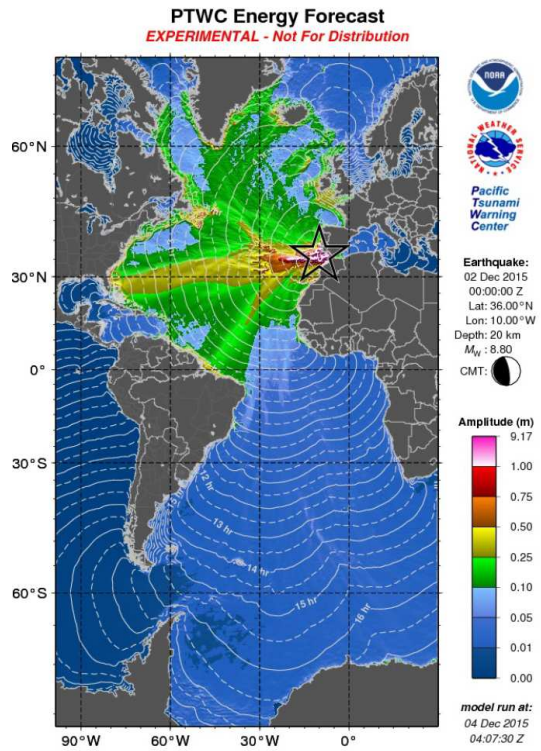 PTWC Energy Forecast
EXPERIMENTAL - Not For Distribution
60°N
30°N
0°
30°S
60°S
90°W
60°W
30°W
0°
12 hr
13 hr
14 hr
15 hr
16 hr
NOAA
NATIONAL WEATHER SERVICE
Pacific
Tsunami
Warning
Center
Earthquake:
02 Dec 2015
00:00:00 Z
Lat: 36.00°N
Lon: 10.00°W
Depth: 20 km
Mw : 8.80
CMT:
Amplitude (m)
9.17
1.00
0.75
0.50
0.25
0.10
0.05
0.01
0.00
model run at:
04 Dec 2015
04:07:30 Z